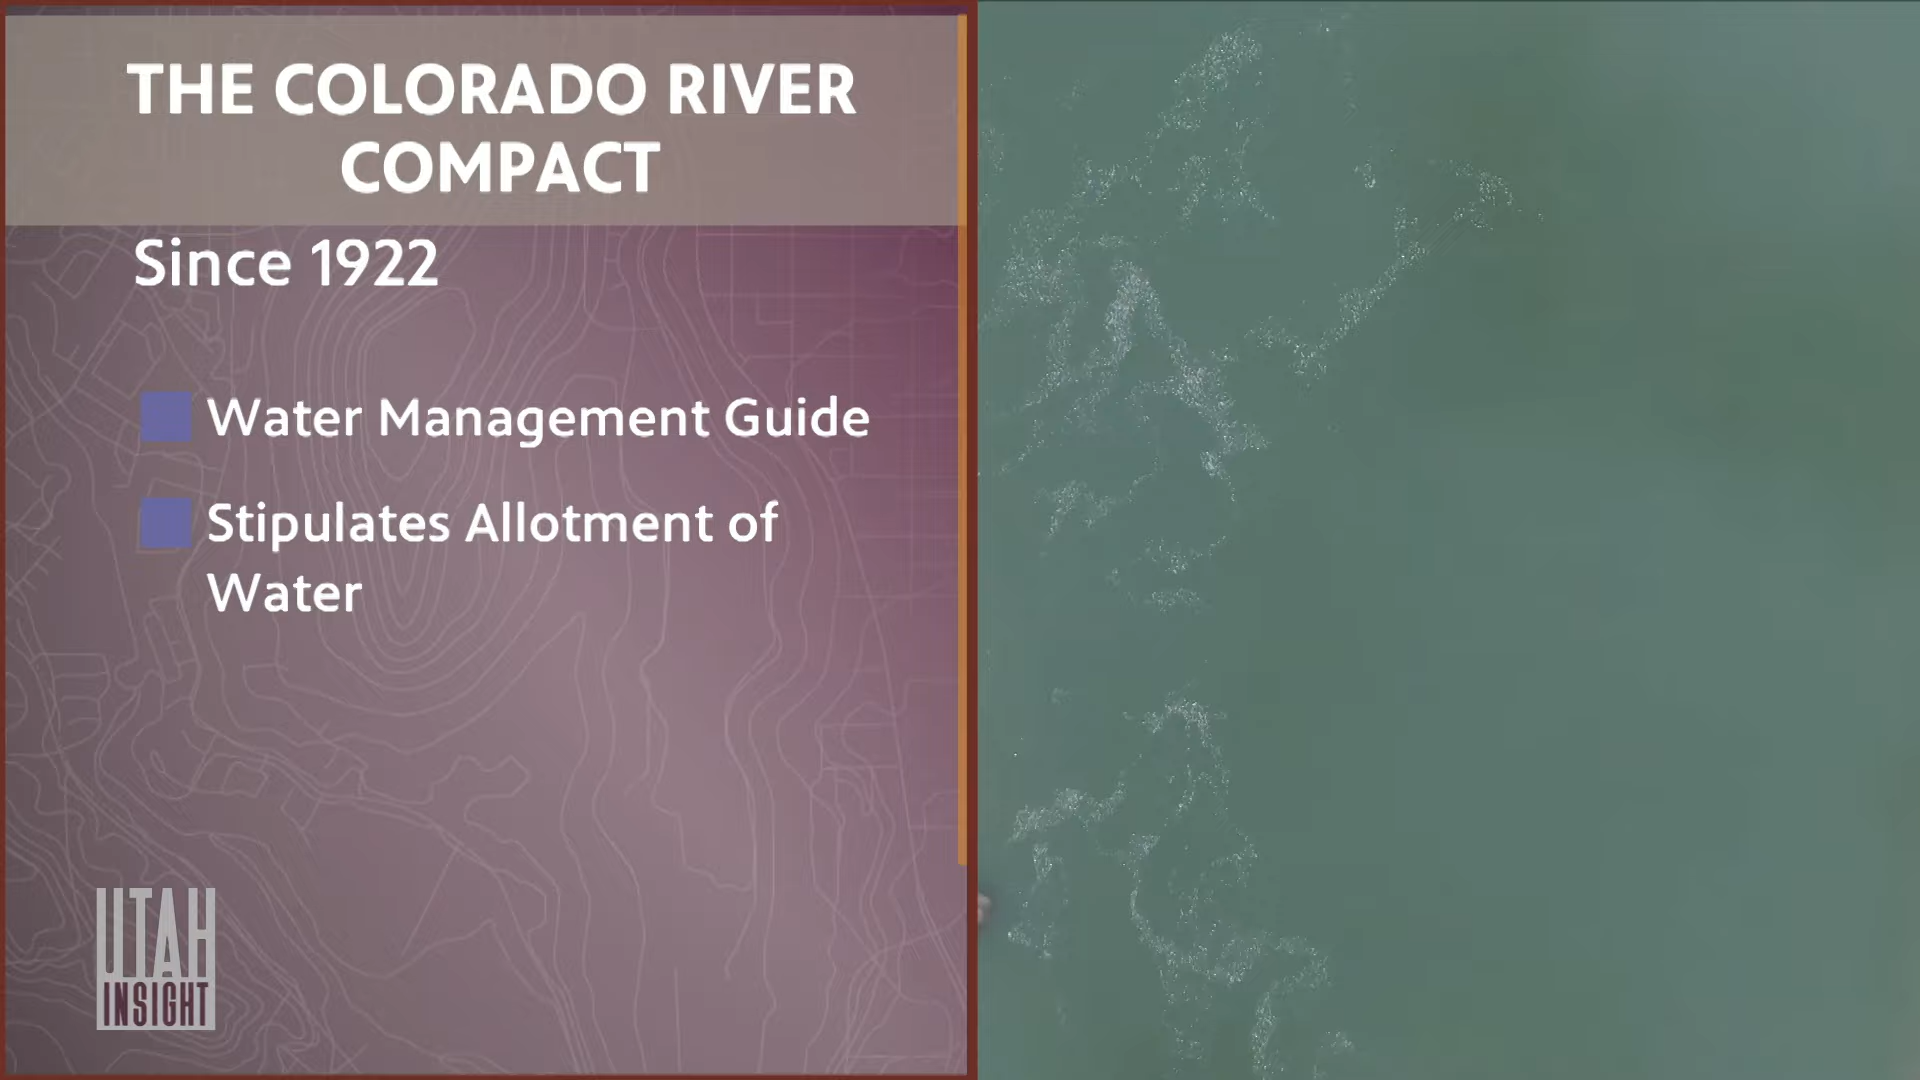 THE COLORADO RIVER
COMPACT
Since 1922
Water Management Guide
Stipulates Allotment of
Water
UTAH
INSIGHT